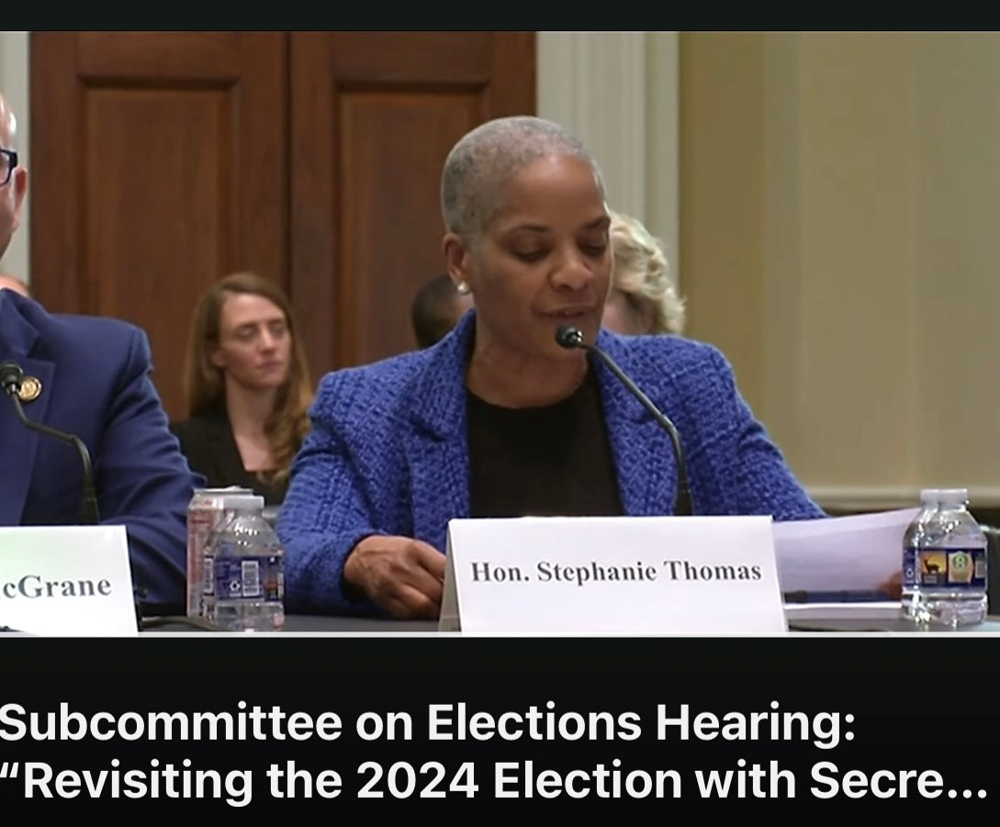 cGrane
Hon. Stephanie Thomas
Subcommittee on Elections Hearing:
“Revisiting the 2024 Election with Secre...